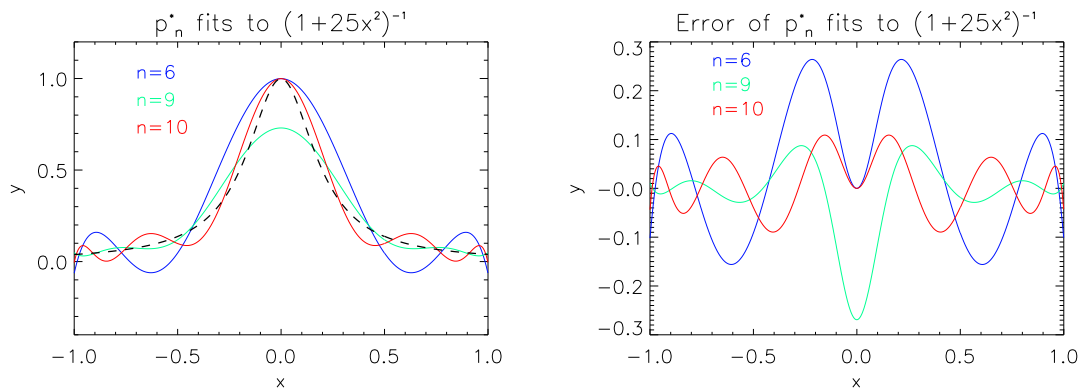 p*n fits to (1+25x²)⁻¹
n=6
n=9
n=10
1.0
0.5
0.0
y
−1.0 −0.5 0.0 0.5 1.0
x
Error of p*n fits to (1+25x²)⁻¹
n=6
n=9
n=10
0.3
0.2
0.1
−0.0
−0.1
−0.2
−0.3
y
−1.0 −0.5 0.0 0.5 1.0
x